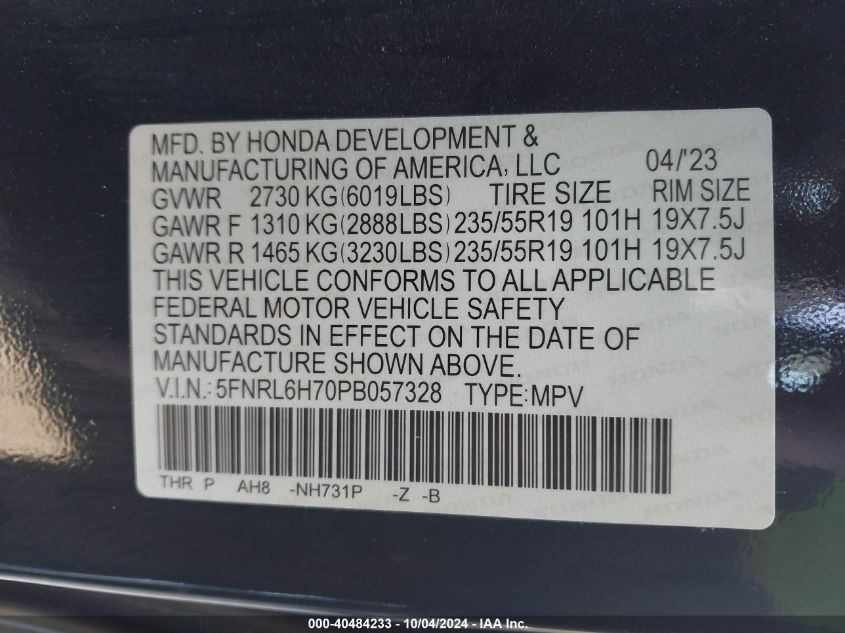 MFD. BY HONDA DEVELOPMENT &
MANUFACTURING OF AMERICA, LLC 04/'23
GVWR 2730 KG(6019LBS) TIRE SIZE RIM SIZE
GAWR F 1310 KG(2888LBS) 235/55R19 101H 19X7.5J
GAWR R 1465 KG(3230LBS) 235/55R19 101H 19X7.5J
THIS VEHICLE CONFORMS TO ALL APPLICABLE
FEDERAL MOTOR VEHICLE SAFETY
STANDARDS IN EFFECT ON THE DATE OF
MANUFACTURE SHOWN ABOVE.
V.I.N.: 5FNRL6H70PB057328 TYPE:MPV
THR P AH8 -NH731P -Z -B
000-40484233 - 10/04/2024 - IAA Inc.